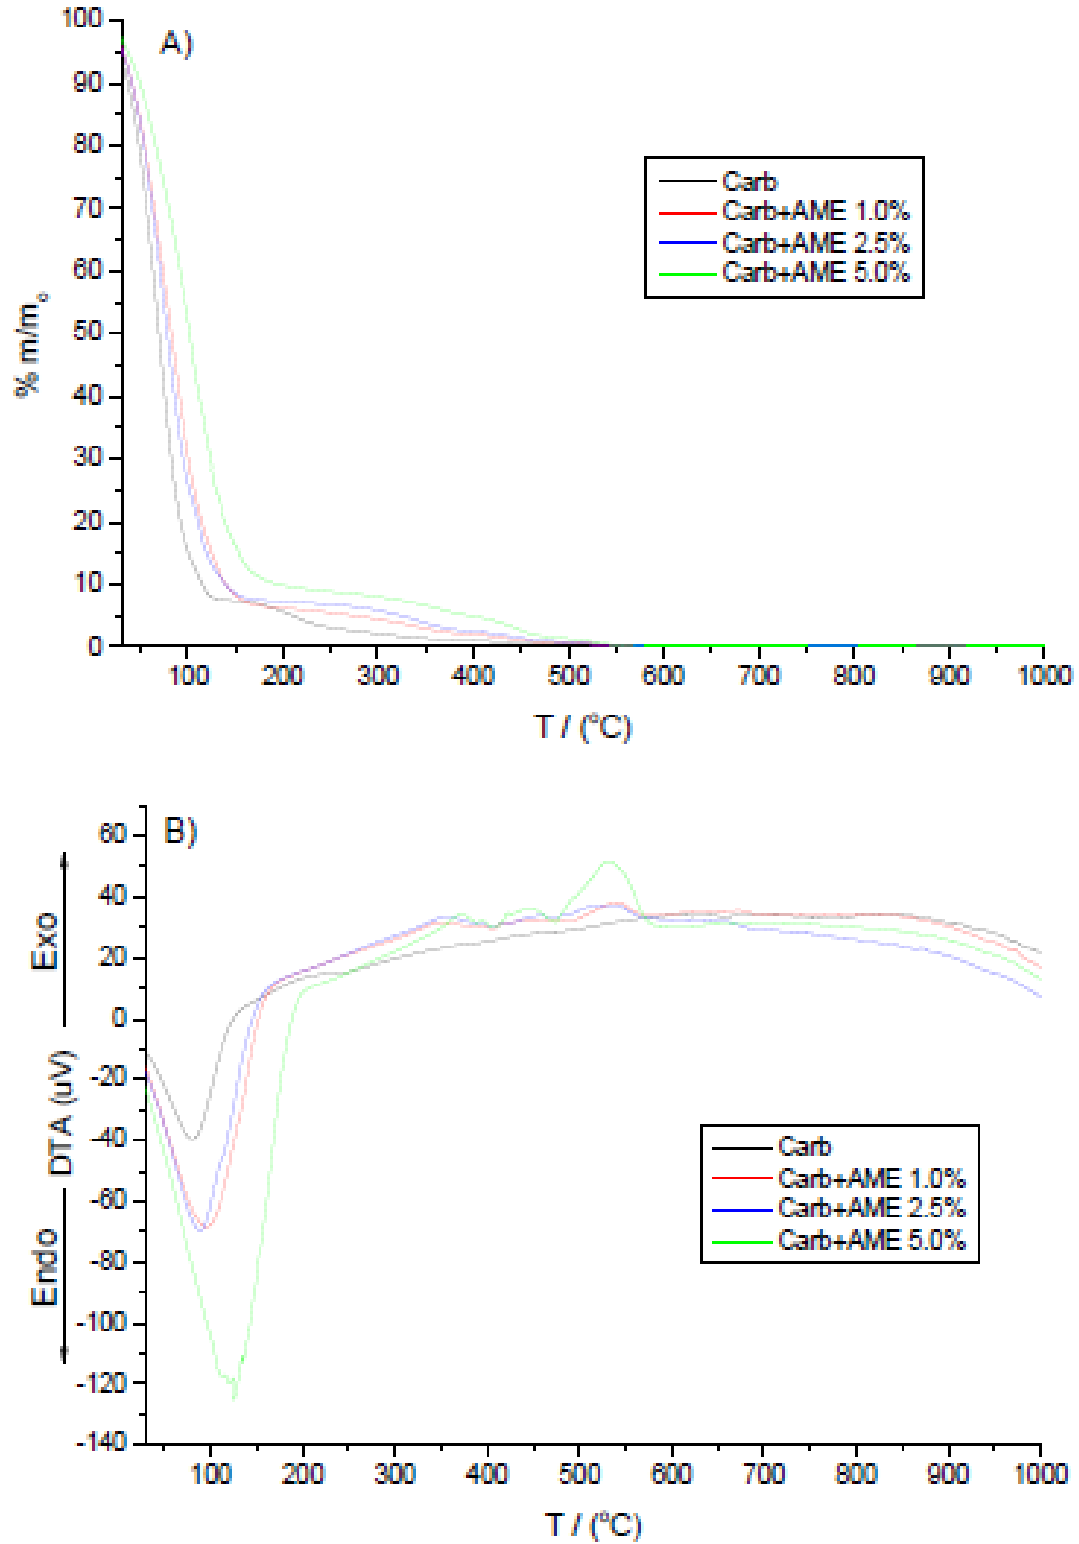 A)
100
90
80
70
60
50
40
30
20
10
0
% m/m₀
Carb
Carb+AME 1.0%
Carb+AME 2.5%
Carb+AME 5.0%
100 200 300 400 500 600 700 800 900 1000
T / (°C)
B)
60
40
20
0
-20
-40
-60
-80
-100
-120
-140
Exo
DTA (uV)
Endo
Carb
Carb+AME 1.0%
Carb+AME 2.5%
Carb+AME 5.0%
100 200 300 400 500 600 700 800 900 1000
T / (°C)